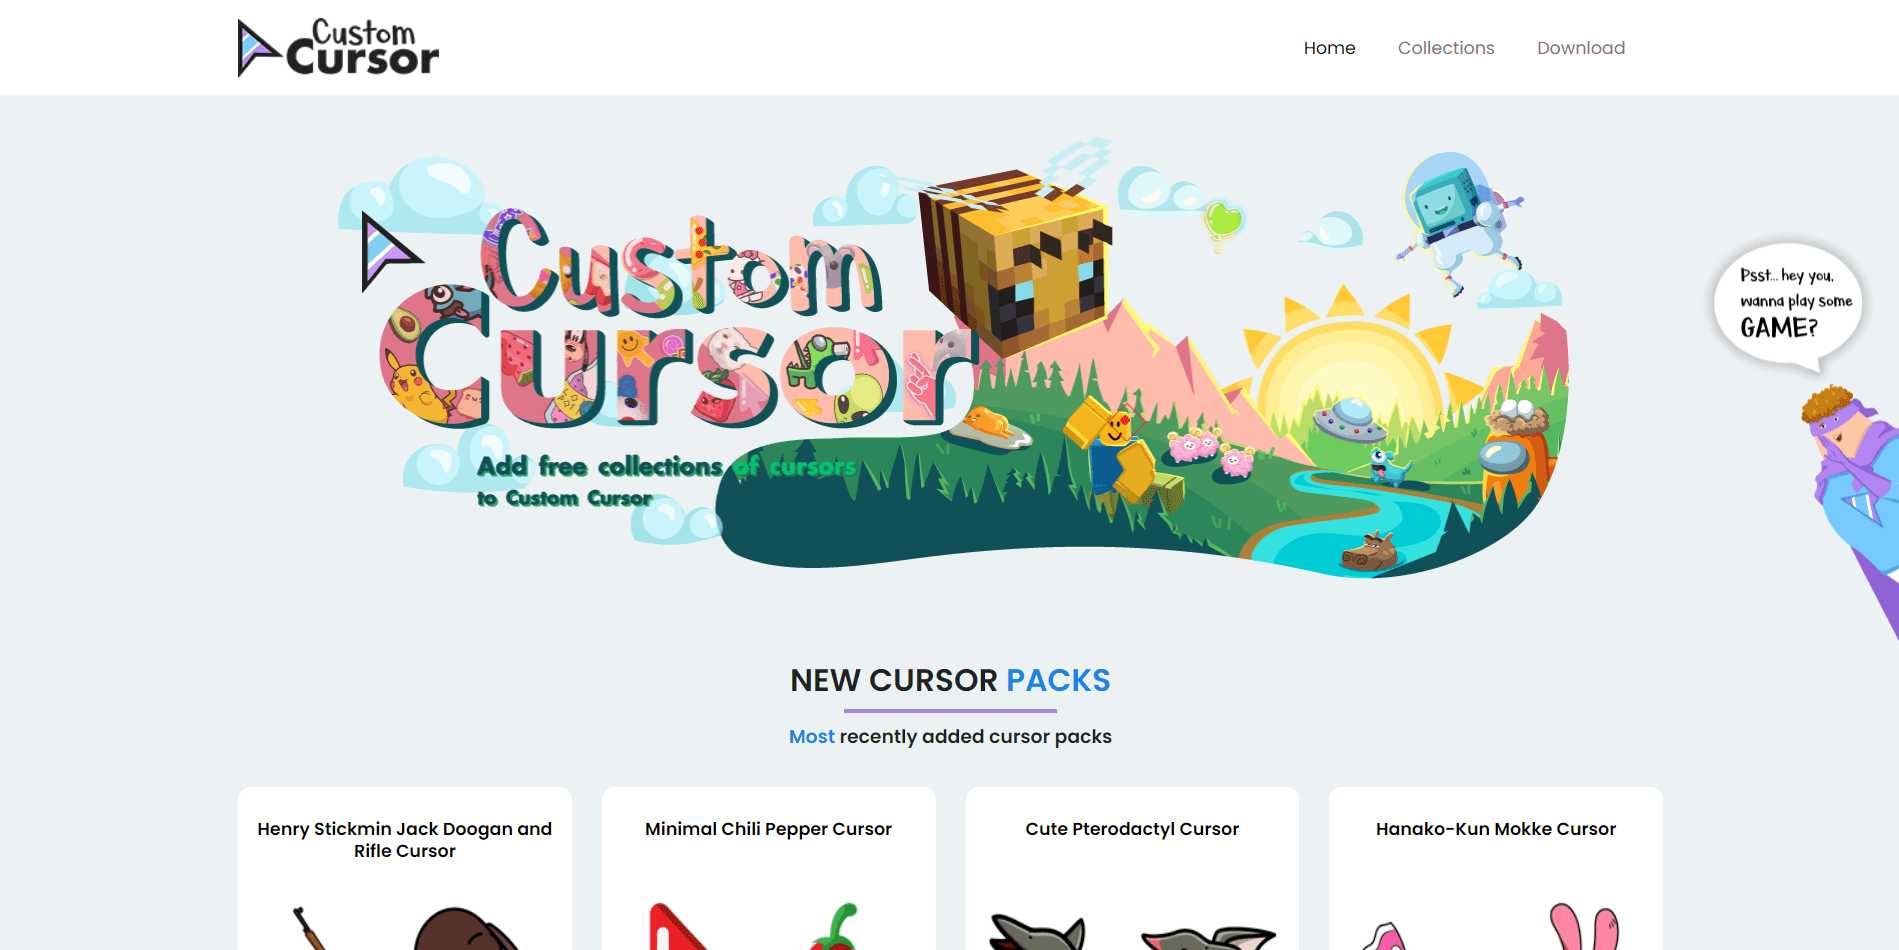 Custom
Cursor
Home
Collections
Download
Custom
Cursor
Add free collections of cursors
to Custom Cursor
Psst... hey you,
wanna play some
GAME?
NEW CURSOR PACKS
Most recently added cursor packs
Henry Stickmin Jack Doogan and
Rifle Cursor
Minimal Chili Pepper Cursor
Cute Pterodactyl Cursor
Hanako-Kun Mokke Cursor